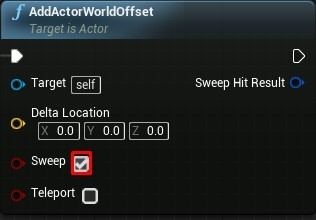 AddActorWorldOffset
Target is Actor
Target self
Sweep Hit Result
Delta Location
X 0.0 Y 0.0 Z 0.0
Sweep
Teleport